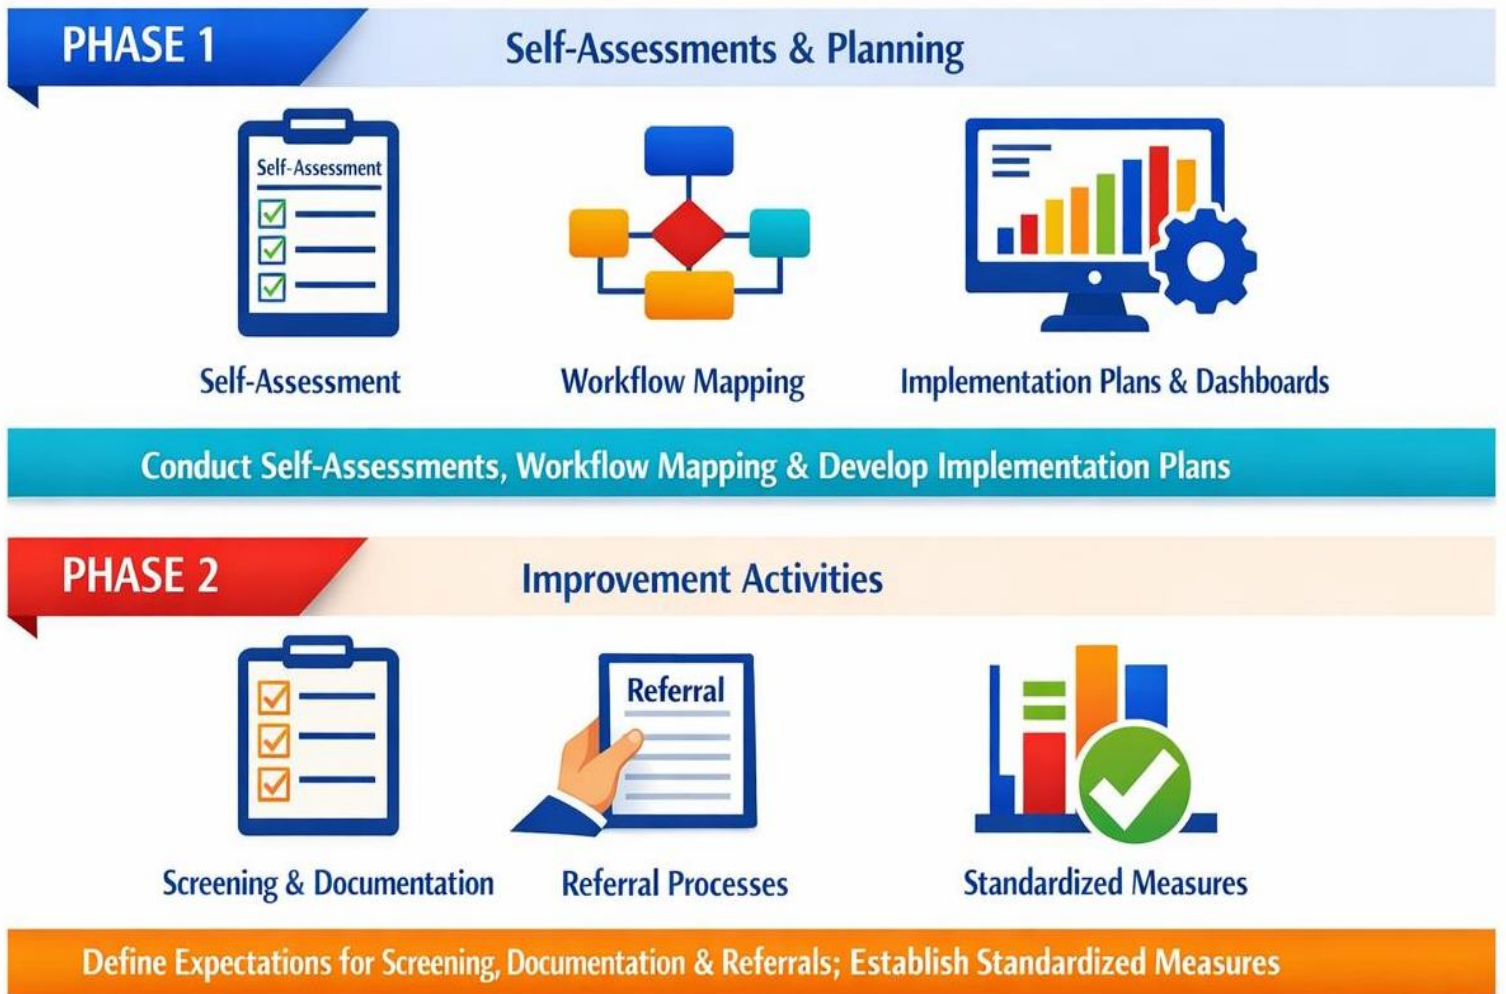 PHASE 1
Self-Assessments & Planning
Self-Assessment
Self-Assessment
Workflow Mapping
Implementation Plans & Dashboards
Conduct Self-Assessments, Workflow Mapping & Develop Implementation Plans
PHASE 2
Improvement Activities
Referral
Screening & Documentation
Referral Processes
Standardized Measures
Define Expectations for Screening, Documentation & Referrals; Establish Standardized Measures